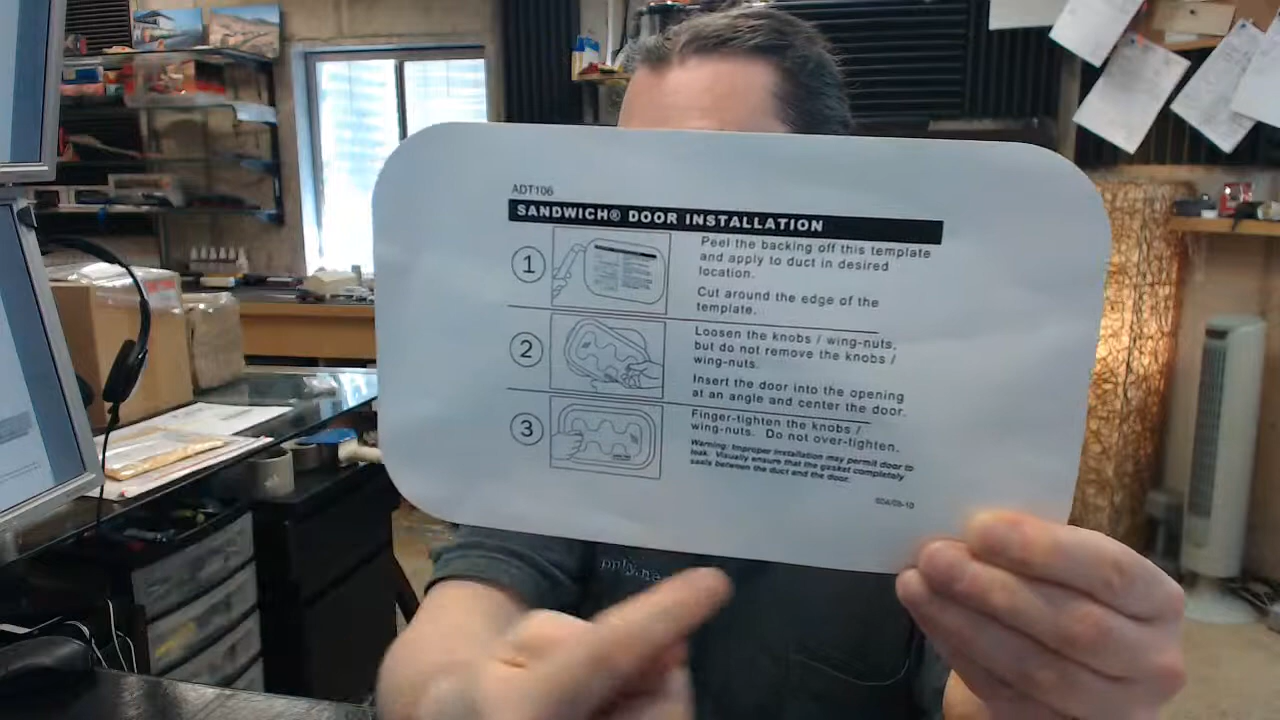 ADT106
SANDWICH® DOOR INSTALLATION
1
Peel the backing off this template
and apply to duct in desired
location.
Cut around the edge of the
template.
2
Loosen the knobs / wing-nuts,
but do not remove the knobs /
wing-nuts.
Insert the door into the opening
at an angle and center the door.
3
Finger-tighten the knobs /
wing-nuts. Do not over-tighten.
Warning: Improper installation may permit door to
leak. Visually ensure that the gasket completely
seals between the duct and the door.